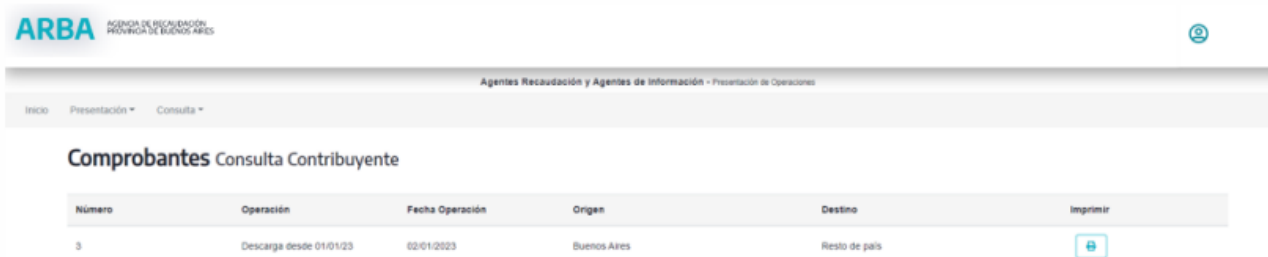 ARBA AGENCIA DE RECAUDACIÓN
PROVINCIA DE BUENOS AIRES
Agentes Recaudación y Agentes de Información - Presentación de Operaciones
Inicio Presentación Consulta
Comprobantes Consulta Contribuyente
Número Operación Fecha Operación Origen Destino Imprimir
3 Descarga desde 01/01/23 02/01/2023 Buenos Aires Resto de país